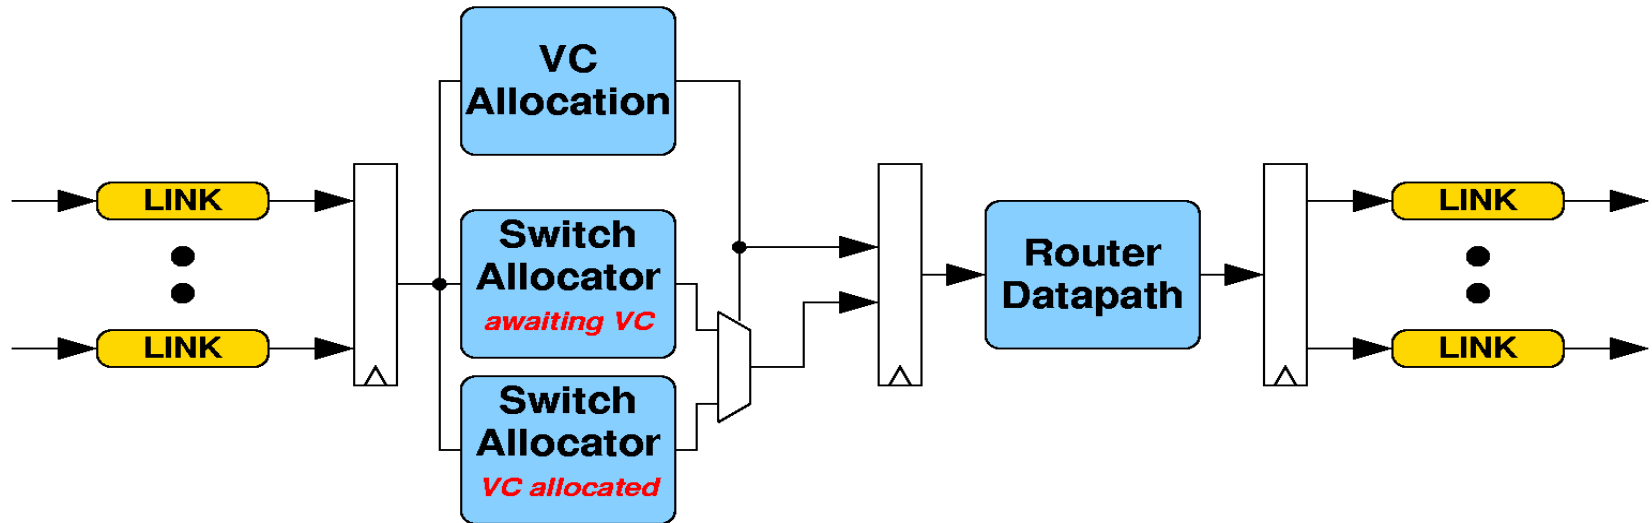 VC
Allocation
LINK
LINK
Switch
Allocator
awaiting VC
Switch
Allocator
VC allocated
Router
Datapath
LINK
LINK